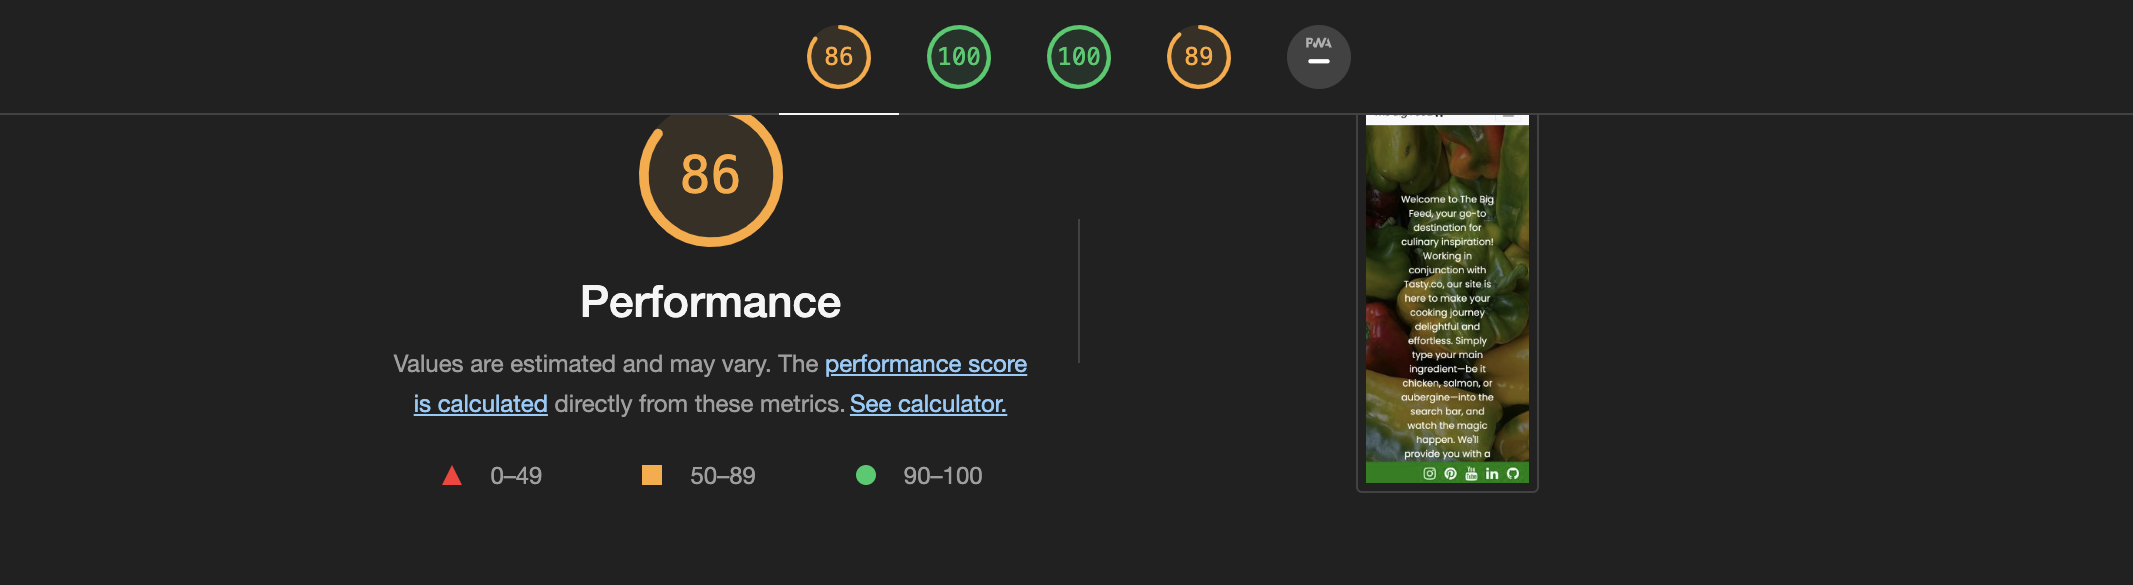 86
100
100
89
PWA
86
Performance
Values are estimated and may vary. The performance score
is calculated directly from these metrics. See calculator.
0–49
50–89
90–100
Welcome to The Big
Feed, your go-to
destination for
culinary inspiration!
Working in
conjunction with
Tasty.co, our site is
here to make your
cooking journey
delightful and
effortless. Simply
type your main
ingredient—be it
chicken, salmon, or
aubergine—into the
search bar, and
watch the magic
happen. We'll
provide you with a